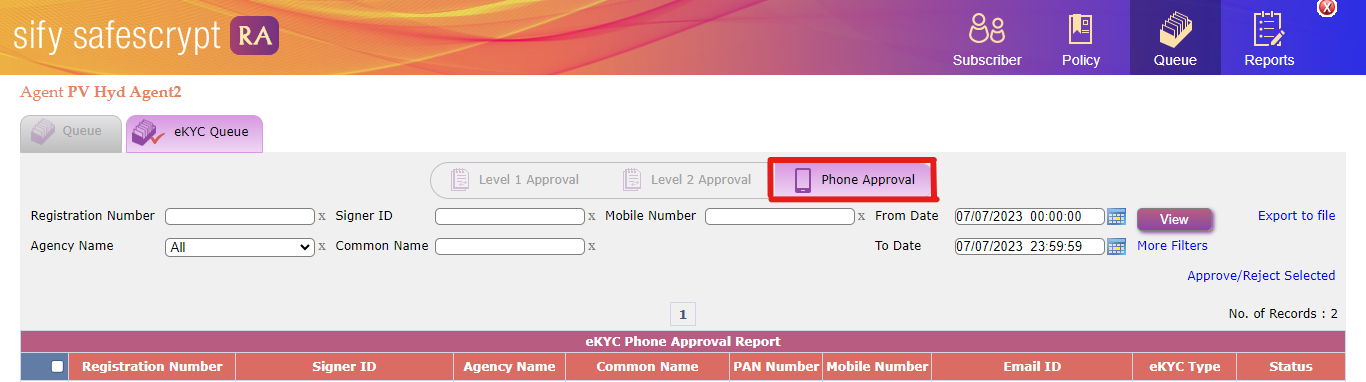 sify safescrypt RA
Subscriber Policy Queue Reports
X
Agent PV Hyd Agent2
Queue eKYC Queue
Level 1 Approval Level 2 Approval Phone Approval
Registration Number x Signer ID x Mobile Number x From Date 07/07/2023 00:00:00 View Export to file
Agency Name All x Common Name x To Date 07/07/2023 23:59:59 More Filters
Approve/Reject Selected
1 No. of Records : 2
eKYC Phone Approval Report
Registration Number Signer ID Agency Name Common Name PAN Number Mobile Number Email ID eKYC Type Status